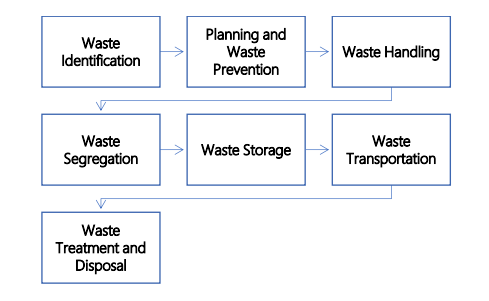 Waste
Identification
Planning and
Waste
Prevention
Waste Handling
Waste
Segregation
Waste Storage
Waste
Transportation
Waste
Treatment and
Disposal